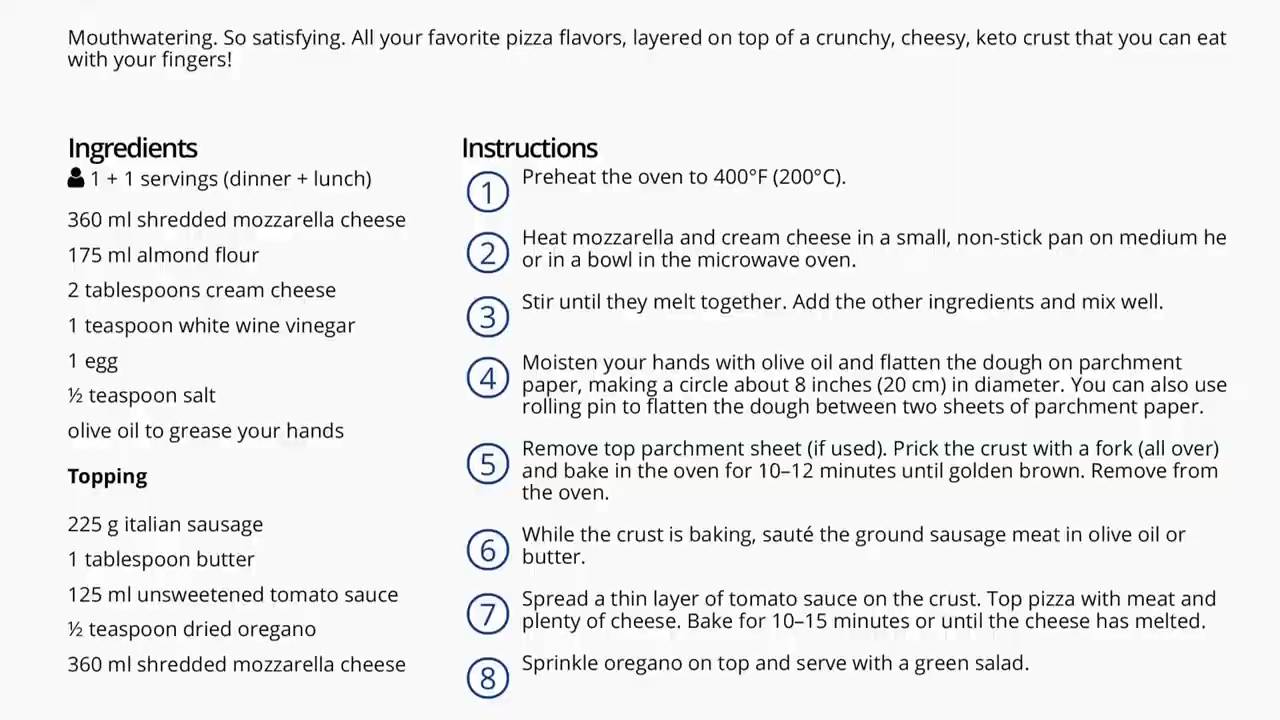 Mouthwatering. So satisfying. All your favorite pizza flavors, layered on top of a crunchy, cheesy, keto crust that you can eat
with your fingers!
Ingredients
1 + 1 servings (dinner + lunch)
360 ml shredded mozzarella cheese
175 ml almond flour
2 tablespoons cream cheese
1 teaspoon white wine vinegar
1 egg
½ teaspoon salt
olive oil to grease your hands
Topping
225 g italian sausage
1 tablespoon butter
125 ml unsweetened tomato sauce
½ teaspoon dried oregano
360 ml shredded mozzarella cheese
Instructions
1 Preheat the oven to 400°F (200°C).
2 Heat mozzarella and cream cheese in a small, non-stick pan on medium he
or in a bowl in the microwave oven.
3 Stir until they melt together. Add the other ingredients and mix well.
4 Moisten your hands with olive oil and flatten the dough on parchment
paper, making a circle about 8 inches (20 cm) in diameter. You can also use
rolling pin to flatten the dough between two sheets of parchment paper.
5 Remove top parchment sheet (if used). Prick the crust with a fork (all over)
and bake in the oven for 10–12 minutes until golden brown. Remove from
the oven.
6 While the crust is baking, sauté the ground sausage meat in olive oil or
butter.
7 Spread a thin layer of tomato sauce on the crust. Top pizza with meat and
plenty of cheese. Bake for 10–15 minutes or until the cheese has melted.
8 Sprinkle oregano on top and serve with a green salad.